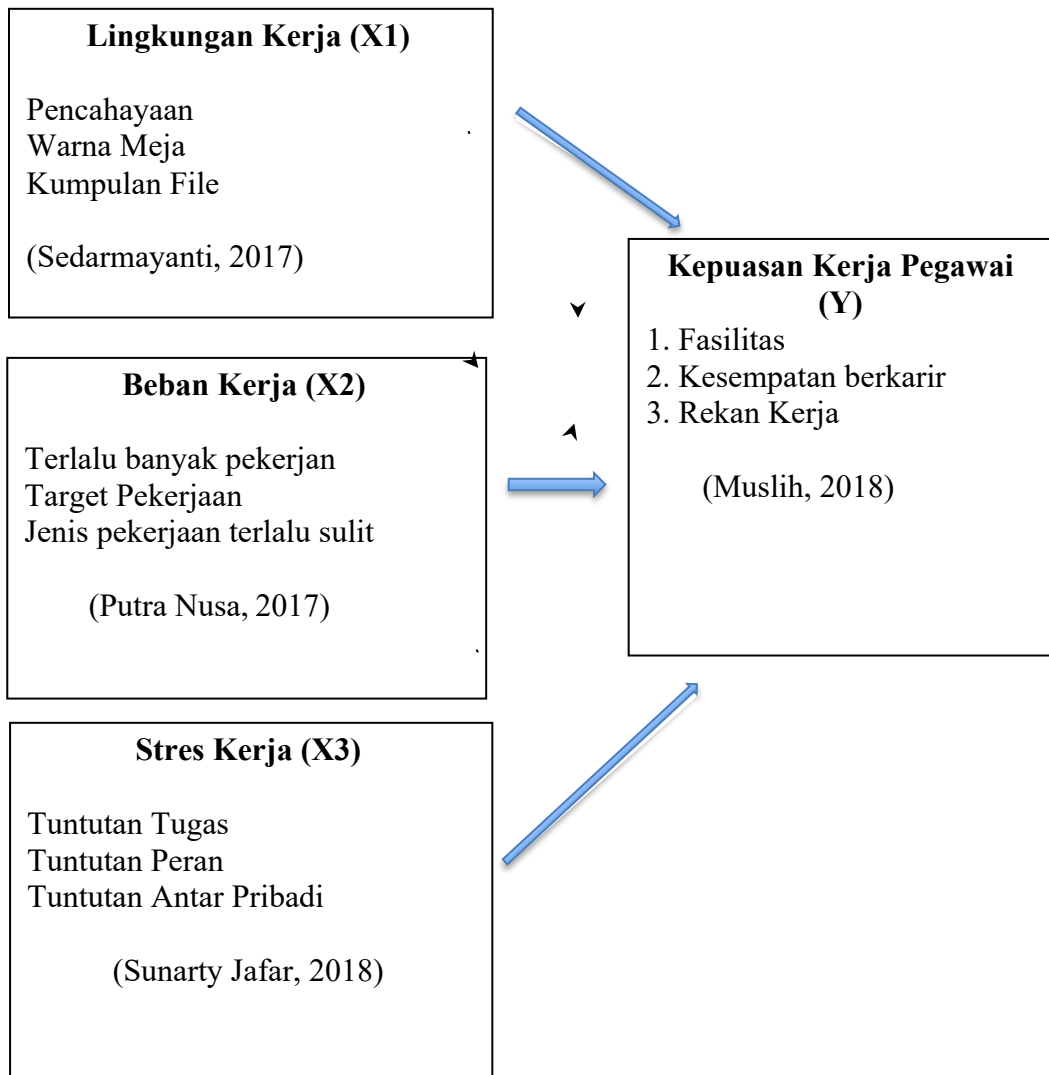 Lingkungan Kerja (X1)
Pencahayaan
Warna Meja
Kumpulan File
(Sedarmayanti, 2017)
Beban Kerja (X2)
Terlalu banyak pekerjan
Target Pekerjaan
Jenis pekerjaan terlalu sulit
(Putra Nusa, 2017)
Stres Kerja (X3)
Tuntutan Tugas
Tuntutan Peran
Tuntutan Antar Pribadi
(Sunarty Jafar, 2018)
Kepuasan Kerja Pegawai
(Y)
1. Fasilitas
2. Kesempatan berkarir
3. Rekan Kerja
(Muslih, 2018)